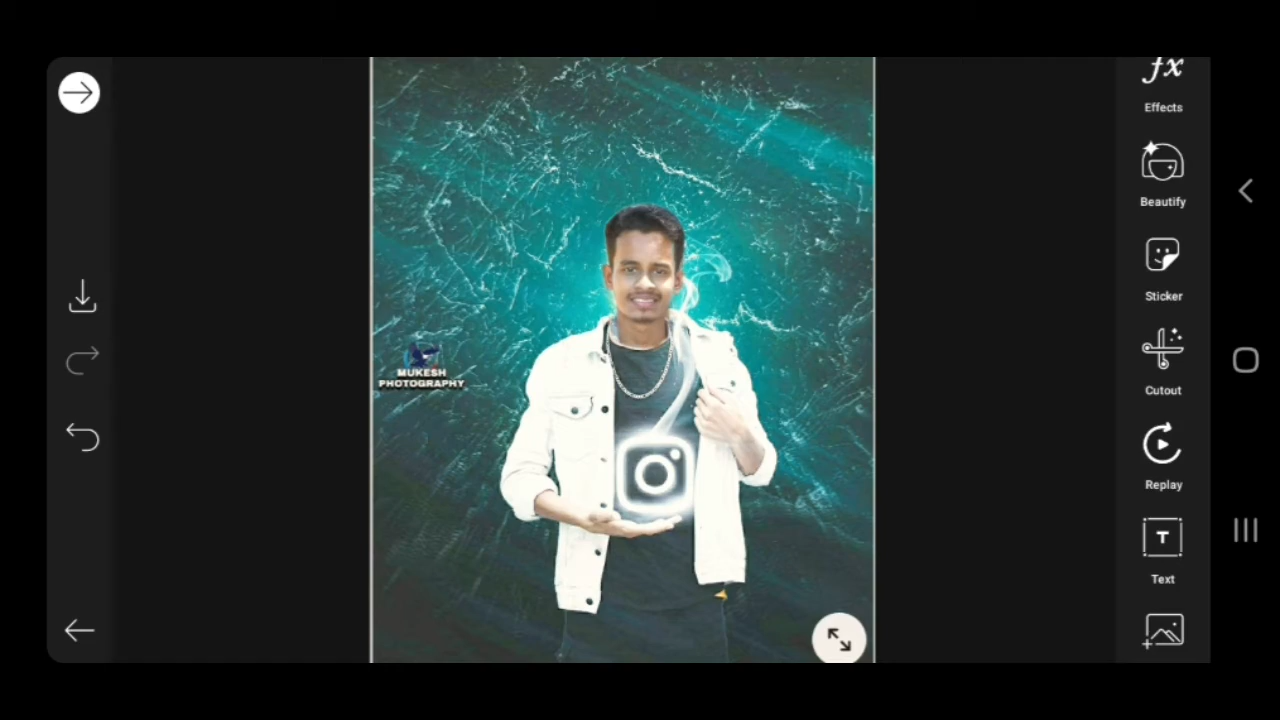 fx
Effects
Beautify
Sticker
Cutout
Replay
T
Text
MUKESH
PHOTOGRAPHY